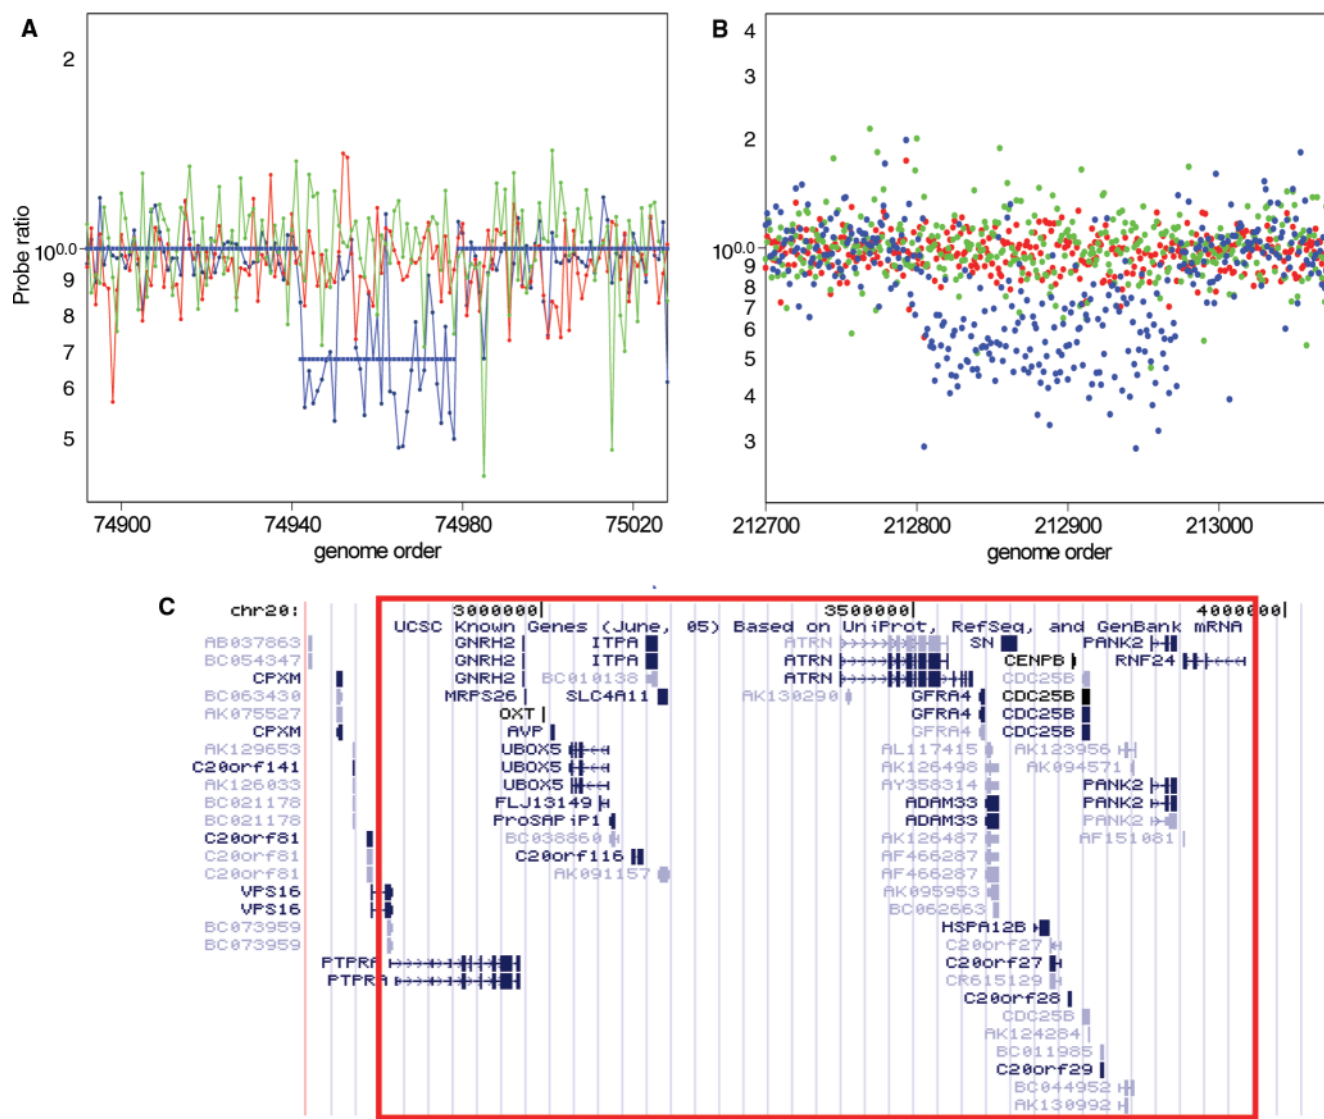 A
B
2
10^0.0
9
8
7
6
5
Probe ratio
74900
74940
74980
75020
genome order
4
3
2
10^0.0
9
8
7
6
5
4
3
212700
212800
212900
213000
genome order
C
chr20:
3000000
3500000
4000000
UCSC Known Genes (June, 05) Based on UniProt, RefSeq, and GenBank mRNA
AB037863 GNRH2 ITPA ATRN SN PANK2
BC054347 GNRH2 ITPA ATRN CENPB RNF24
CPXM GNRH2 BC010138 ATRN CDC25B
BC063430 MRPS26 SLC4A11 AK130290 GFRA4 CDC25B
AK075527 OXT GFRA4 CDC25B
CPXM AVP GFRA4 CDC25B
AK129653 UBOX5 AL117415 AK123956
C20orf141 UBOX5 AK126498 AK094571
AK126033 UBOX5 AY358314 PANK2
BC021178 FLJ13149 ADAM33 PANK2
BC021178 ProSAPiP1 ADAM33 PANK2
C20orf81 BC038860 AK126487 AF151081
C20orf81 C20orf116 AF466287
C20orf81 AK091157 AF466287
VPS16 AK095953
VPS16 BC062663
BC073959 HSPA12B
BC073959 C20orf27
PTPRA C20orf27
PTPRA CR615129
C20orf28
CDC25B
AK124284
BC011985
C20orf29
BC044952
AK130992